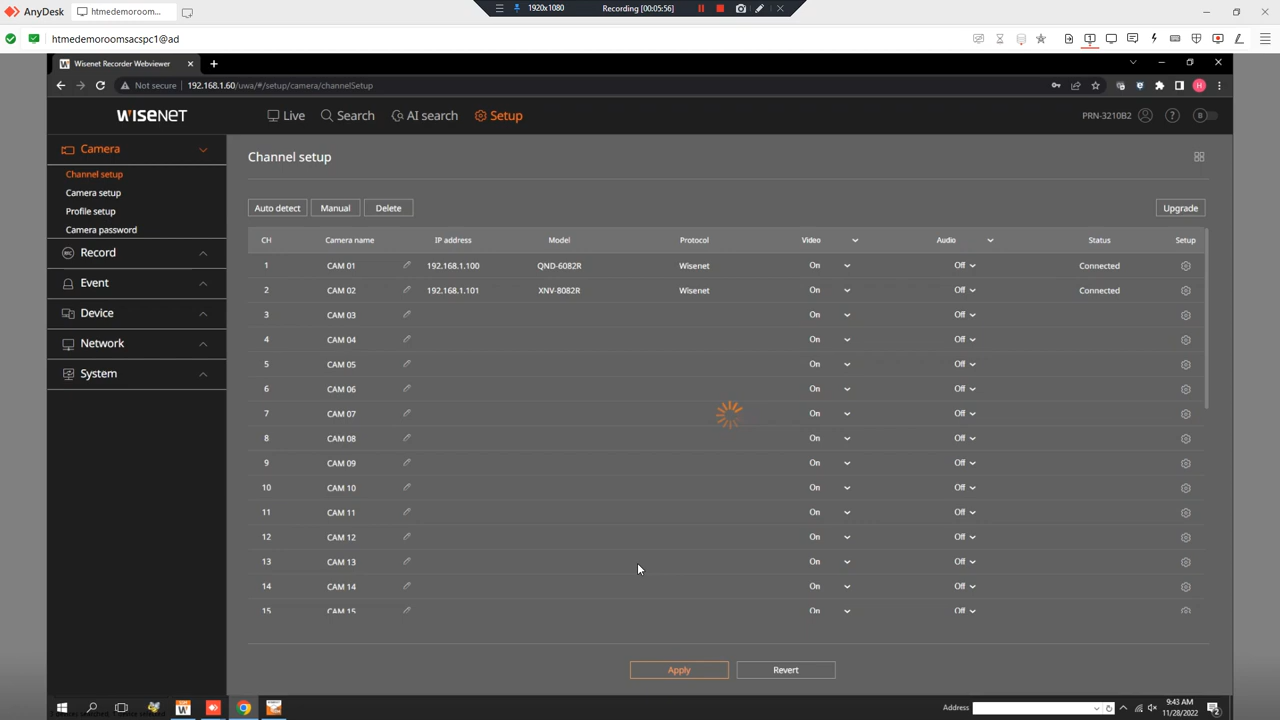 AnyDesk
htmedemoroom...
1920x1080
Recording [00:05:56]
htmedemoroomsacspc1@ad
Wisenet Recorder Webviewer
Not secure
192.168.1.60/uwa/#/setup/camera/channelSetup
H
WISENET
Live
Search
AI search
Setup
PRN-3210B2
?
B
Camera
Channel setup
Camera setup
Profile setup
Camera password
Record
Event
Device
Network
System
Channel setup
Auto detect
Manual
Delete
Upgrade
CH Camera name IP address Model Protocol Video Audio Status Setup
1 CAM 01 192.168.1.100 QND-6082R Wisenet On Off Connected
2 CAM 02 192.168.1.101 XNV-8082R Wisenet On Off Connected
3 CAM 03 On Off
4 CAM 04 On Off
5 CAM 05 On Off
6 CAM 06 On Off
7 CAM 07 On Off
8 CAM 08 On Off
9 CAM 09 On Off
10 CAM 10 On Off
11 CAM 11 On Off
12 CAM 12 On Off
13 CAM 13 On Off
14 CAM 14 On Off
15 CAM 15 On Off
Apply
Revert
Address
9:43 AM
11/28/2022
2